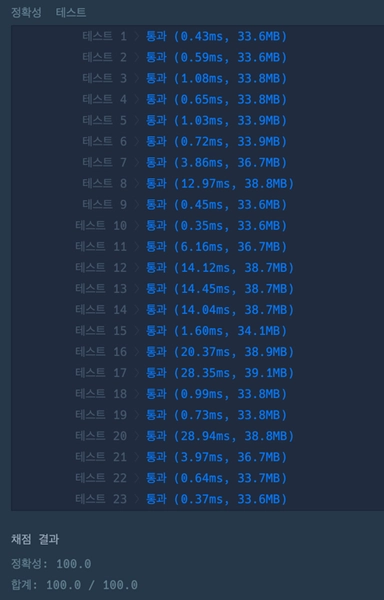 정확성 테스트
테스트 1 > 통과 (0.43ms, 33.6MB)
테스트 2 > 통과 (0.59ms, 33.6MB)
테스트 3 > 통과 (1.08ms, 33.8MB)
테스트 4 > 통과 (0.65ms, 33.8MB)
테스트 5 > 통과 (1.03ms, 33.9MB)
테스트 6 > 통과 (0.72ms, 33.9MB)
테스트 7 > 통과 (3.86ms, 36.7MB)
테스트 8 > 통과 (12.97ms, 38.8MB)
테스트 9 > 통과 (0.45ms, 33.6MB)
테스트 10 > 통과 (0.35ms, 33.6MB)
테스트 11 > 통과 (6.16ms, 36.7MB)
테스트 12 > 통과 (14.12ms, 38.7MB)
테스트 13 > 통과 (14.45ms, 38.7MB)
테스트 14 > 통과 (14.04ms, 38.7MB)
테스트 15 > 통과 (1.60ms, 34.1MB)
테스트 16 > 통과 (20.37ms, 38.9MB)
테스트 17 > 통과 (28.35ms, 39.1MB)
테스트 18 > 통과 (0.99ms, 33.8MB)
테스트 19 > 통과 (0.73ms, 33.8MB)
테스트 20 > 통과 (28.94ms, 38.8MB)
테스트 21 > 통과 (3.97ms, 36.7MB)
테스트 22 > 통과 (0.64ms, 33.7MB)
테스트 23 > 통과 (0.37ms, 33.6MB)
채점 결과
정확성: 100.0
합계: 100.0 / 100.0